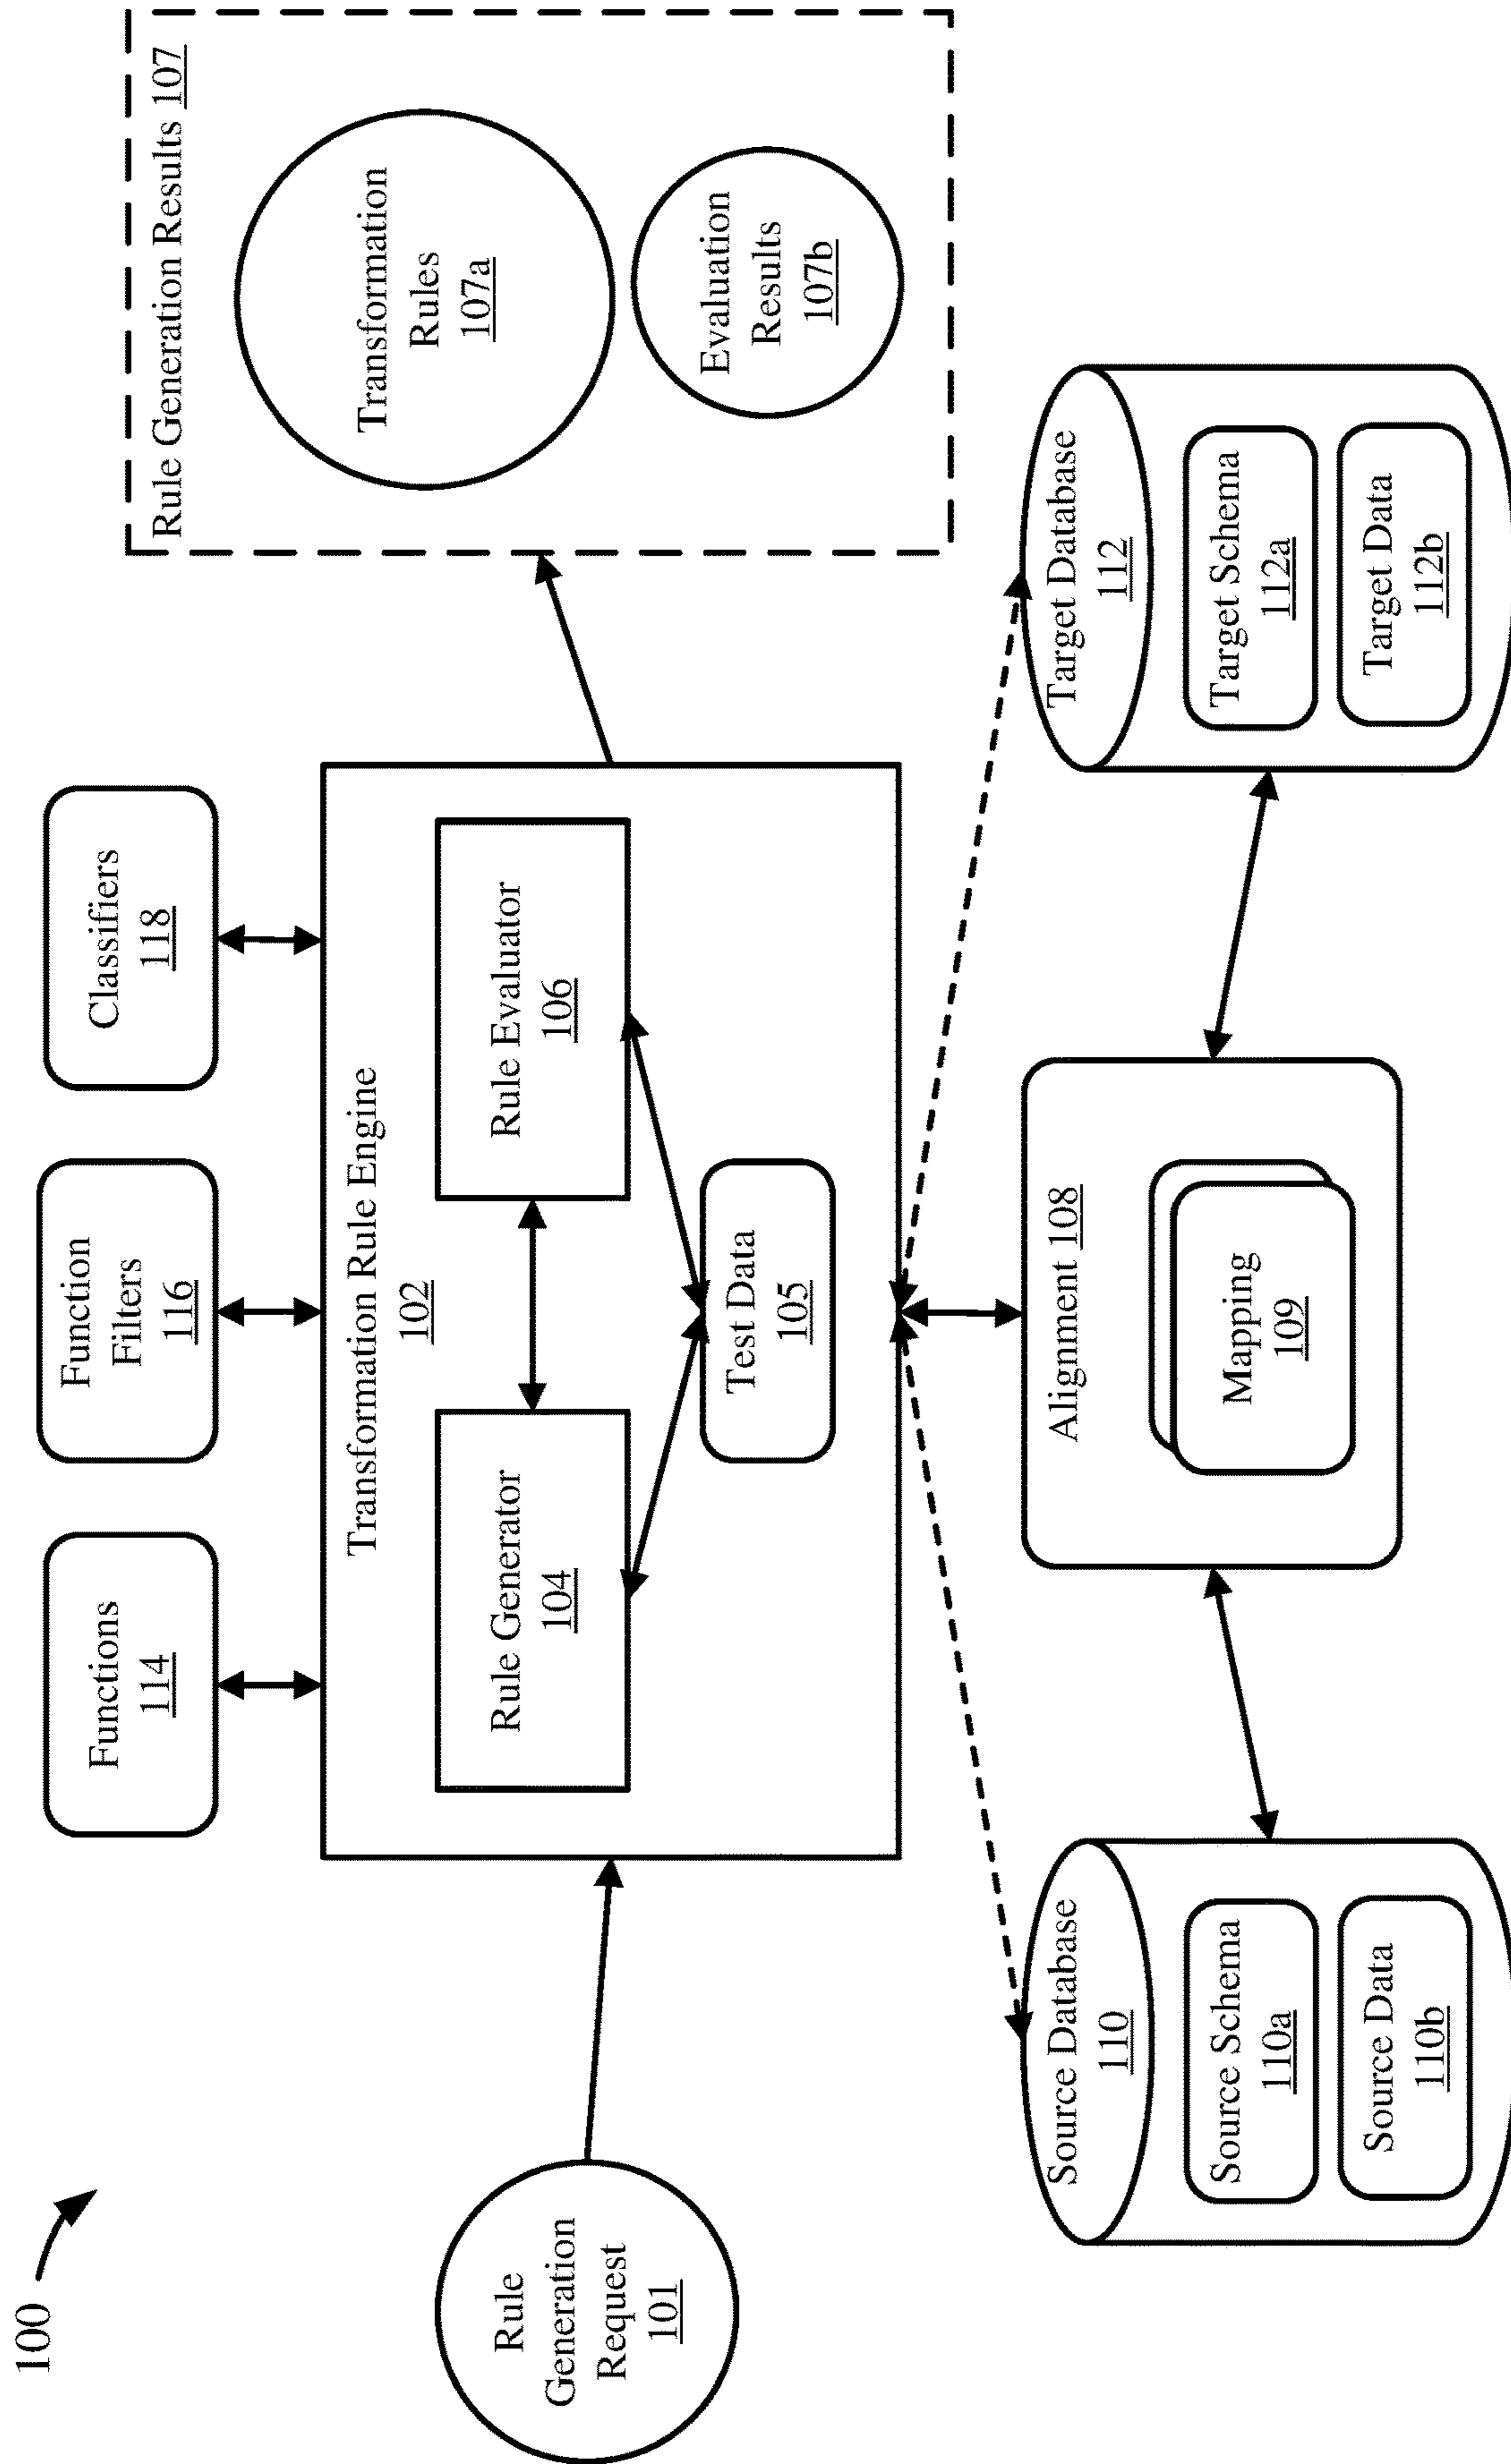 100
Functions
114
Function
Filters
116
Classifiers
118
Rule
Generation
Request
101
Transformation Rule Engine
102
Rule Generator
104
Rule Evaluator
106
Test Data
105
Rule Generation Results 107
Transformation
Rules
107a
Evaluation
Results
107b
Source Database
110
Source Schema
110a
Source Data
110b
Alignment 108
Mapping
109
Target Database
112
Target Schema
112a
Target Data
112b